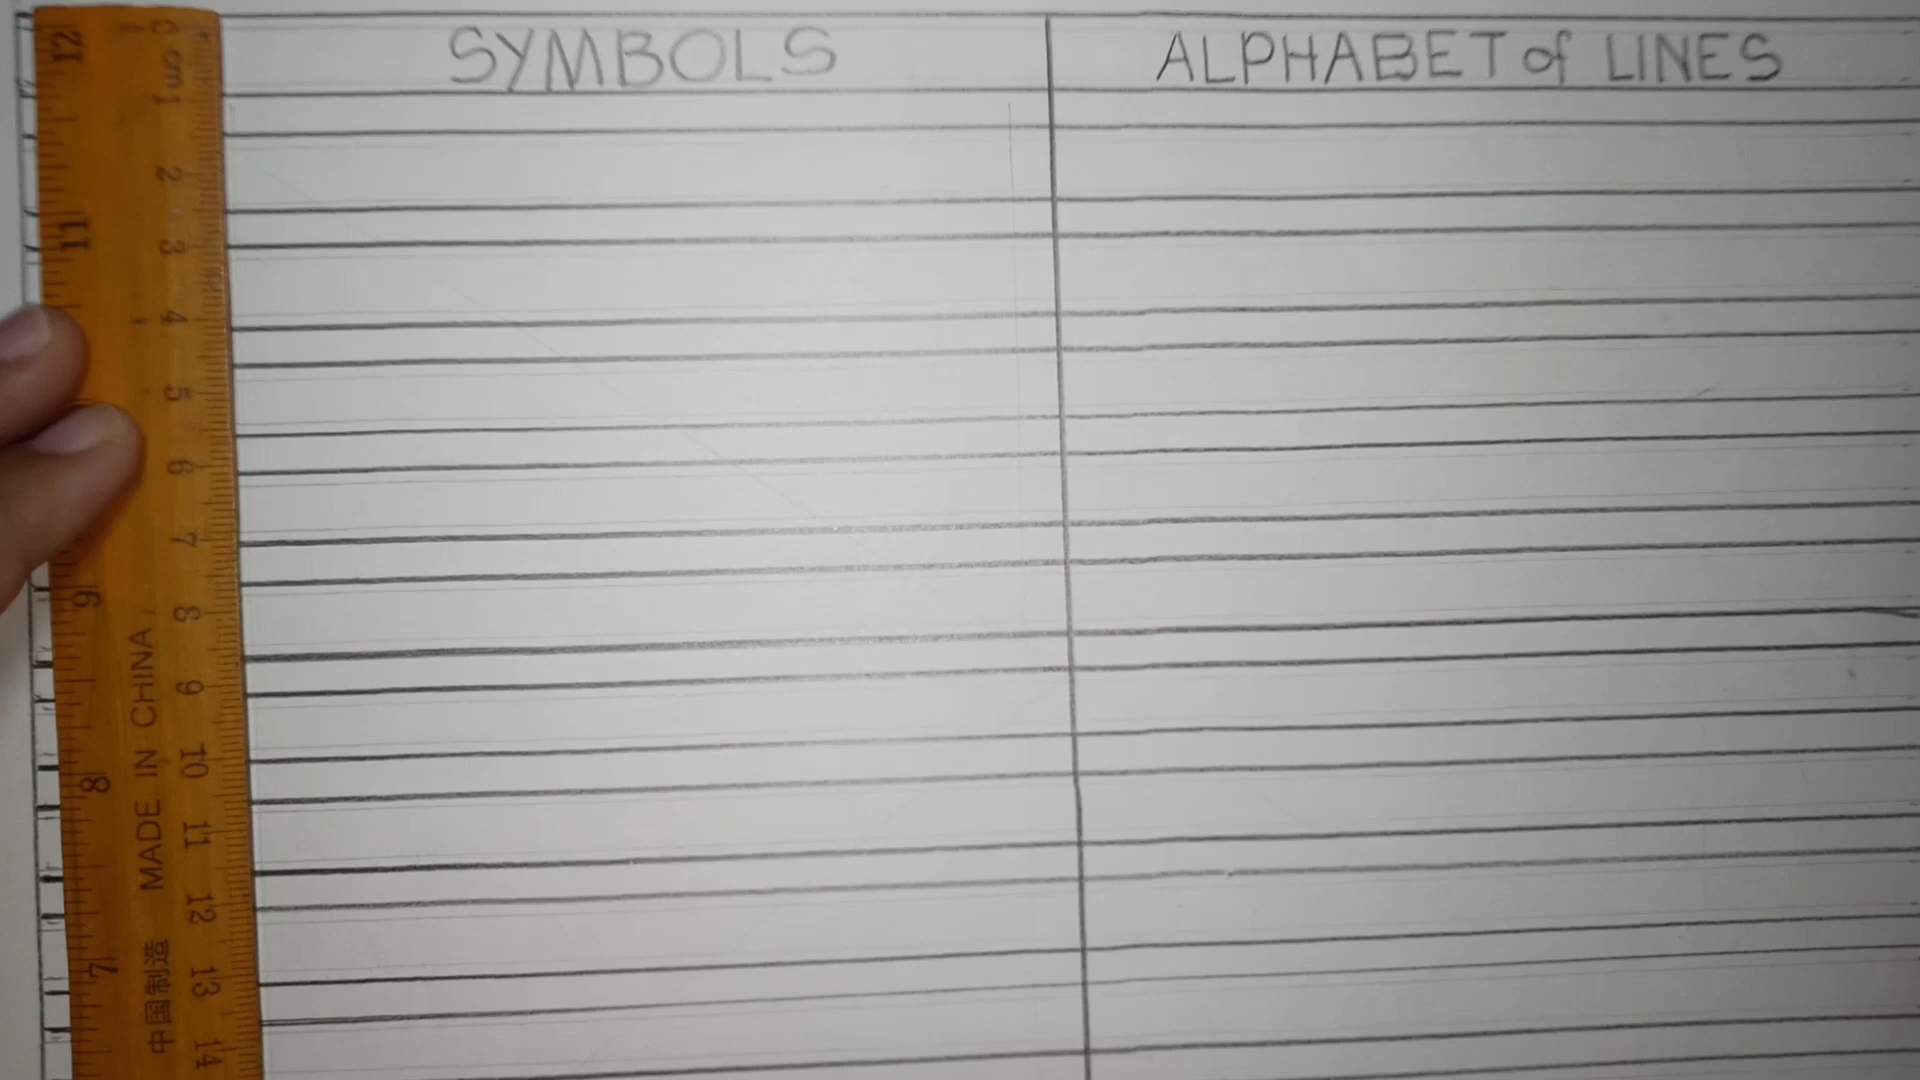 SYMBOLS
ALPHABET of LINES
0 cm 1 2 3 4 5 6 7 8 9 10 11 12 13 14
12 11 9 8 7
MADE IN CHINA 中国制造